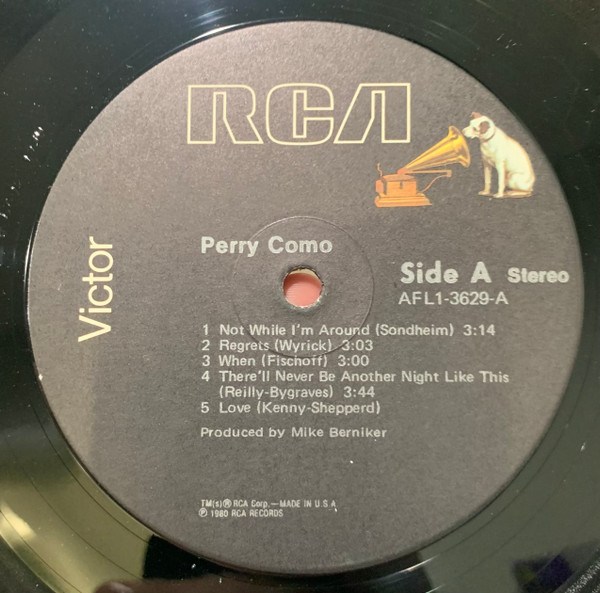 RCA
Victor
Perry Como
Side A Stereo
AFL1-3629-A
1 Not While I'm Around (Sondheim) 3:14
2 Regrets (Wyrick) 3:03
3 When (Fischoff) 3:00
4 There'll Never Be Another Night Like This
(Reilly-Bygraves) 3:44
5 Love (Kenny-Shepperd)
Produced by Mike Berniker
TM(s)® RCA Corp.—MADE IN U.S.A.
℗ 1980 RCA RECORDS